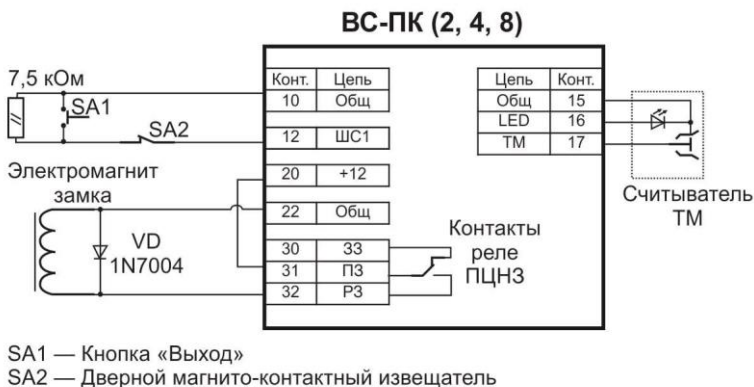 ВС-ПК (2, 4, 8)
7,5 кОм
SA1
SA2
Электромагнит
замка
VD
1N7004
Конт. Цепь
10 Общ
12 ШС1
20 +12
22 Общ
30 ЗЗ
31 ПЗ
32 РЗ
Контакты
реле
ПЦНЗ
Цепь Конт.
Общ 15
LED 16
ТМ 17
Считыватель
ТМ
SA1 — Кнопка «Выход»
SA2 — Дверной магнито-контактный извещатель